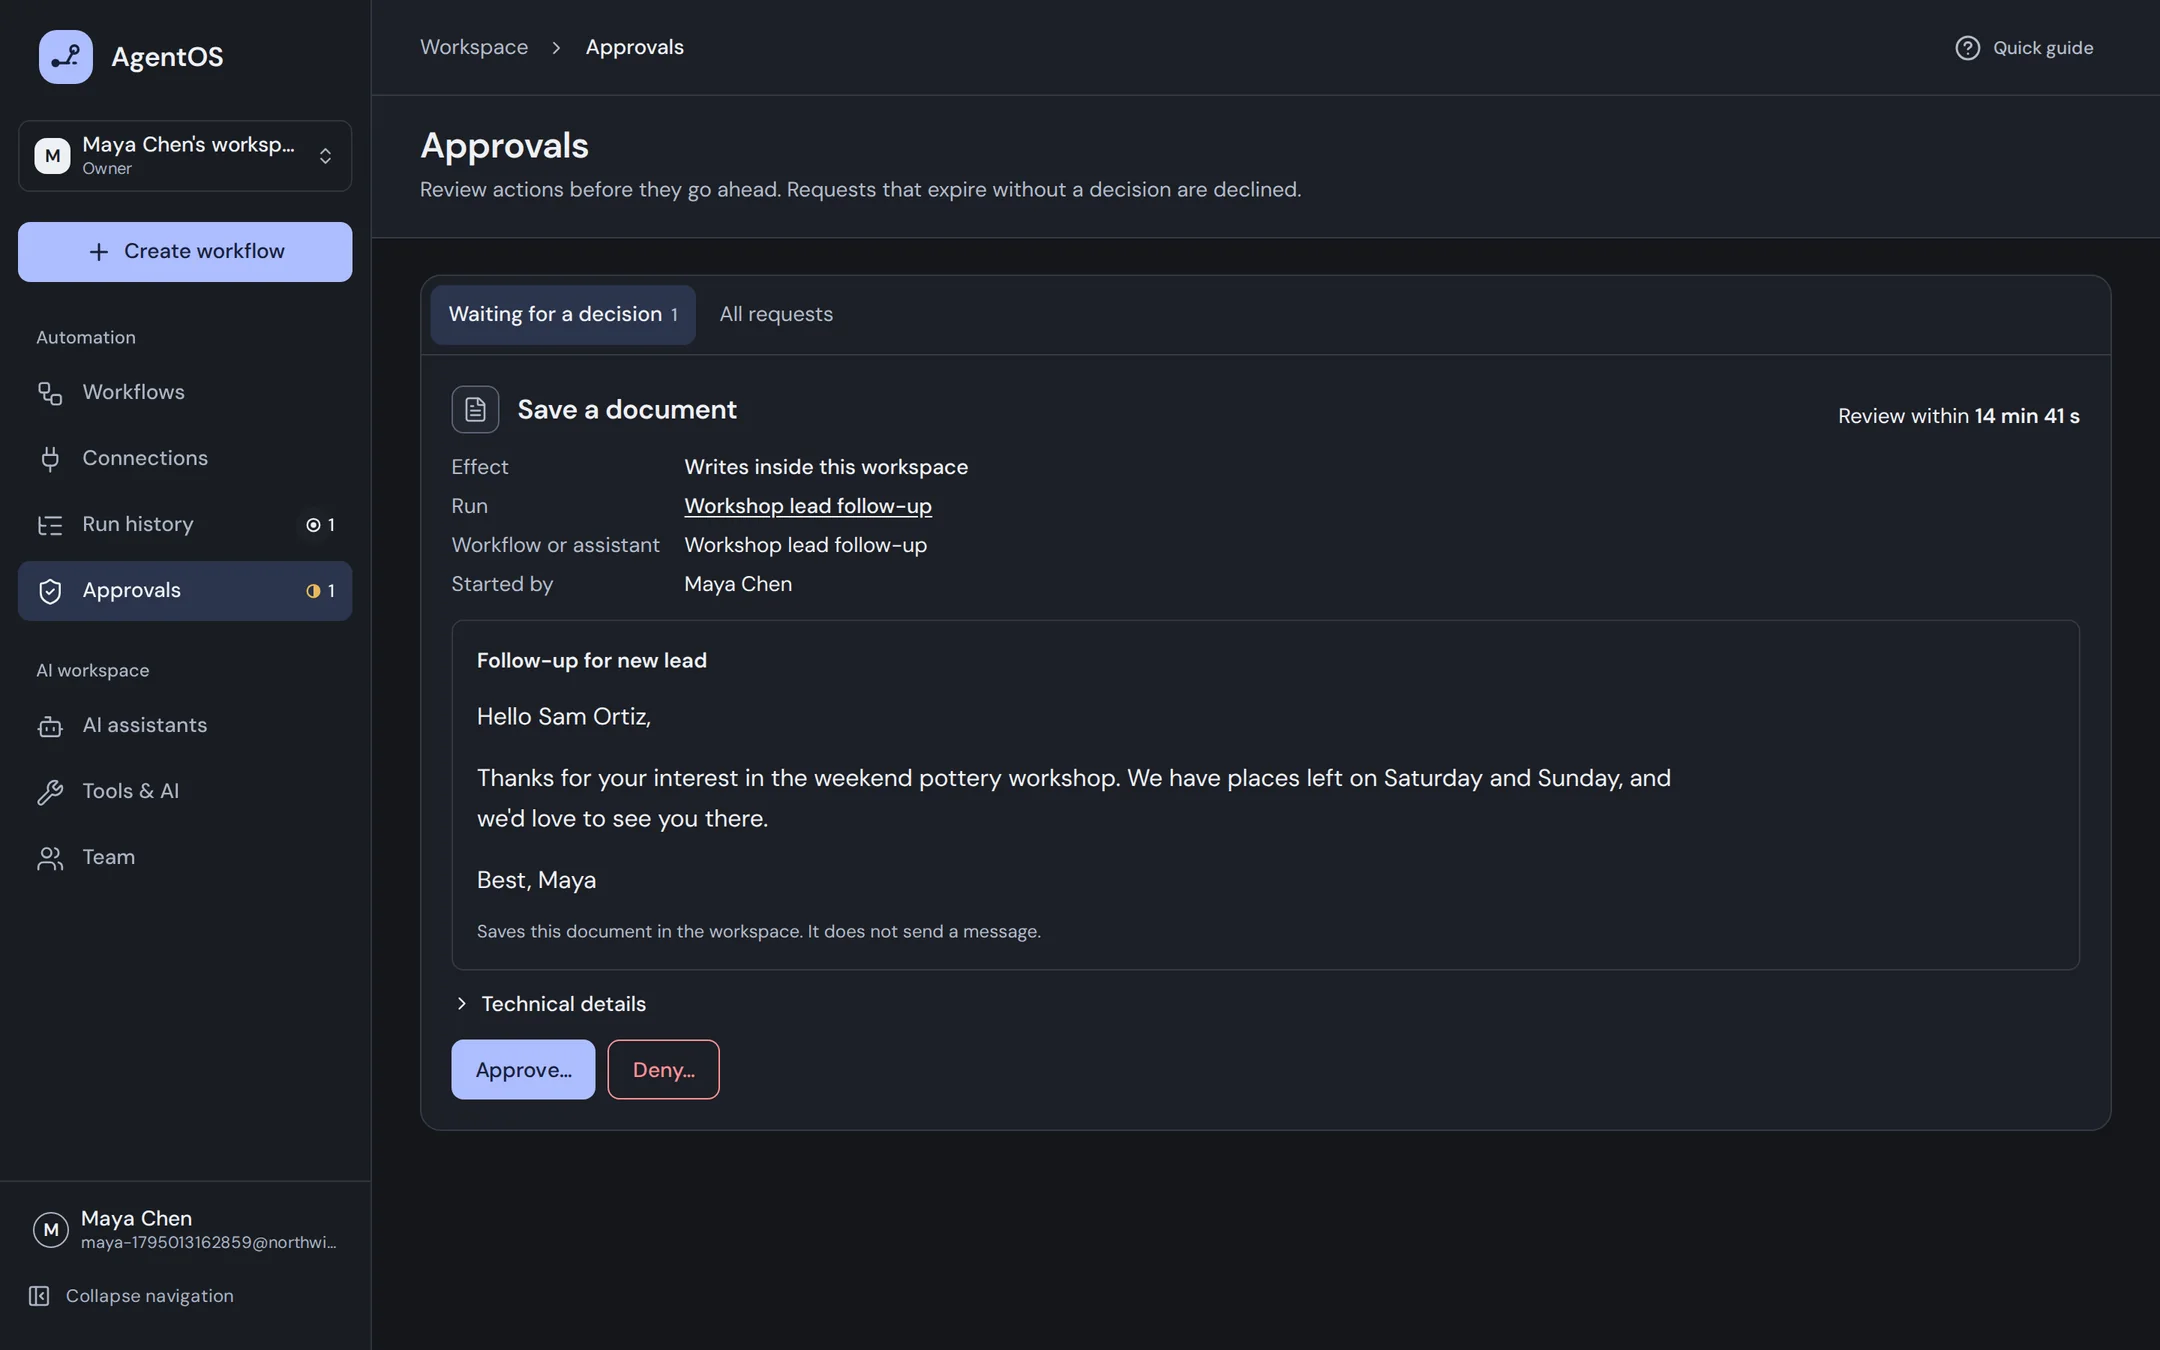 AgentOS
M
Maya Chen's worksp...
Owner
Create workflow
Automation
Workflows
Connections
Run history 1
Approvals 1
AI workspace
AI assistants
Tools & AI
Team
M
Maya Chen
maya-1795013162859@northwi...
Collapse navigation
Workspace > Approvals
Quick guide
Approvals
Review actions before they go ahead. Requests that expire without a decision are declined.
Waiting for a decision 1
All requests
Save a document
Review within 14 min 41 s
Effect Writes inside this workspace
Run Workshop lead follow-up
Workflow or assistant Workshop lead follow-up
Started by Maya Chen
Follow-up for new lead
Hello Sam Ortiz,
Thanks for your interest in the weekend pottery workshop. We have places left on Saturday and Sunday, and
we'd love to see you there.
Best, Maya
Saves this document in the workspace. It does not send a message.
Technical details
Approve...
Deny...